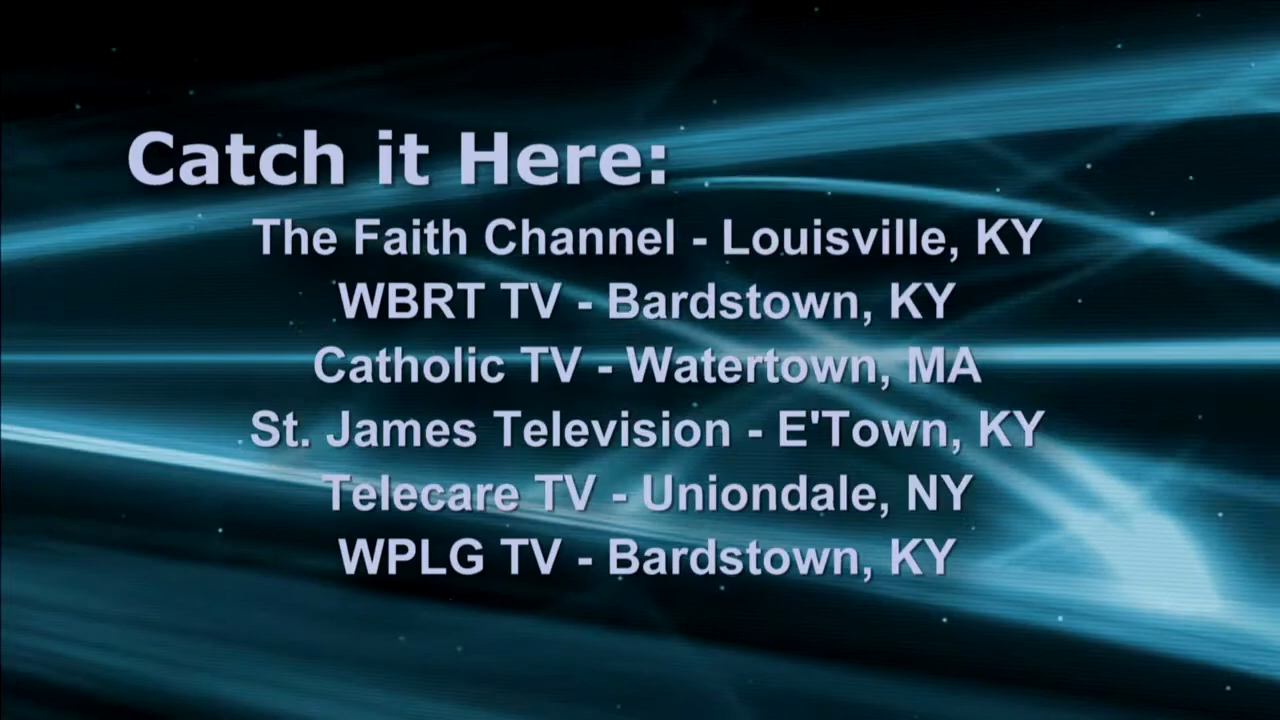 Catch it Here:
The Faith Channel - Louisville, KY
WBRT TV - Bardstown, KY
Catholic TV - Watertown, MA
St. James Television - E'Town, KY
Telecare TV - Uniondale, NY
WPLG TV - Bardstown, KY